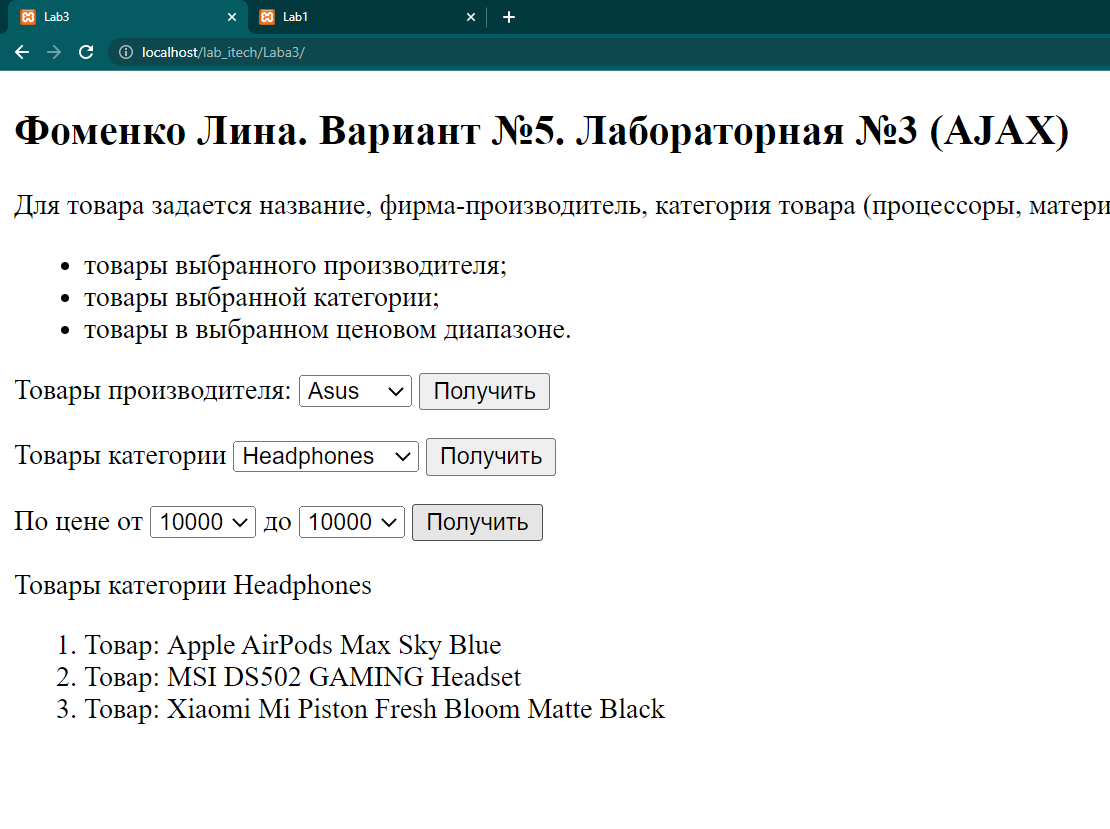 Lab3
Lab1
localhost/lab_itech/Laba3/
Фоменко Лина. Вариант №5. Лабораторная №3 (AJAX)
Для товара задается название, фирма-производитель, категория товара (процессоры, матери
товары выбранного производителя;
товары выбранной категории;
товары в выбранном ценовом диапазоне.
Товары производителя: Asus Получить
Товары категории Headphones Получить
По цене от 10000 до 10000 Получить
Товары категории Headphones
1. Товар: Apple AirPods Max Sky Blue
2. Товар: MSI DS502 GAMING Headset
3. Товар: Xiaomi Mi Piston Fresh Bloom Matte Black